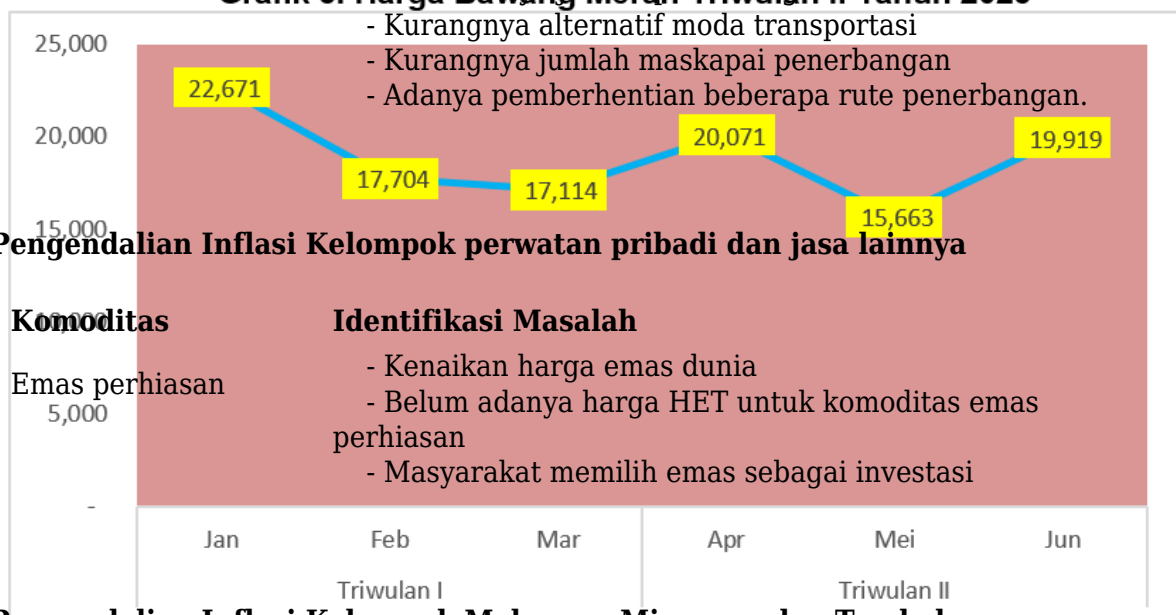 - Kurangnya alternatif moda transportasi
- Kurangnya jumlah maskapai penerbangan
- Adanya pemberhentian beberapa rute penerbangan.
25,000
22,671
20,000
20,071
19,919
17,704
17,114
15,663
15,000
Pengendalian Inflasi Kelompok perwatan pribadi dan jasa lainnya
Komoditas Identifikasi Masalah
- Kenaikan harga emas dunia
Emas perhiasan
- Belum adanya harga HET untuk komoditas emas
5,000
perhiasan
- Masyarakat memilih emas sebagai investasi
-
Jan Feb Mar Apr Mei Jun
Triwulan I Triwulan II